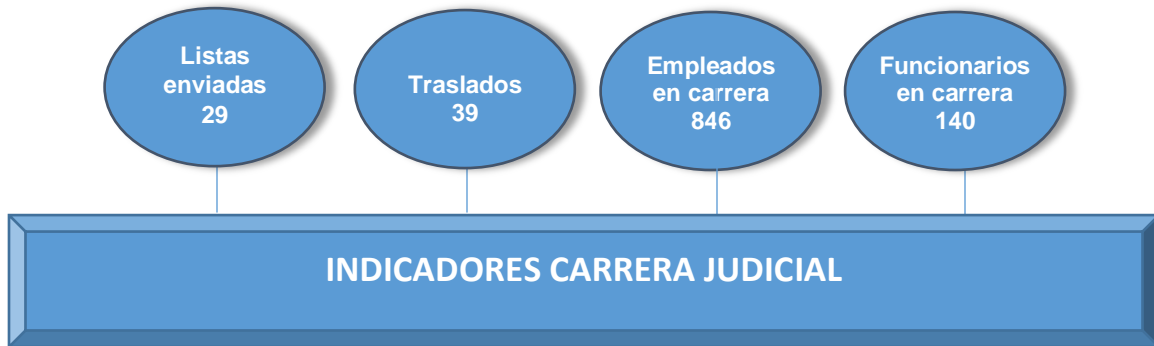 Listas
enviadas
29
Traslados
39
Empleados
en carrera
846
Funcionarios
en carrera
140
INDICADORES CARRERA JUDICIAL